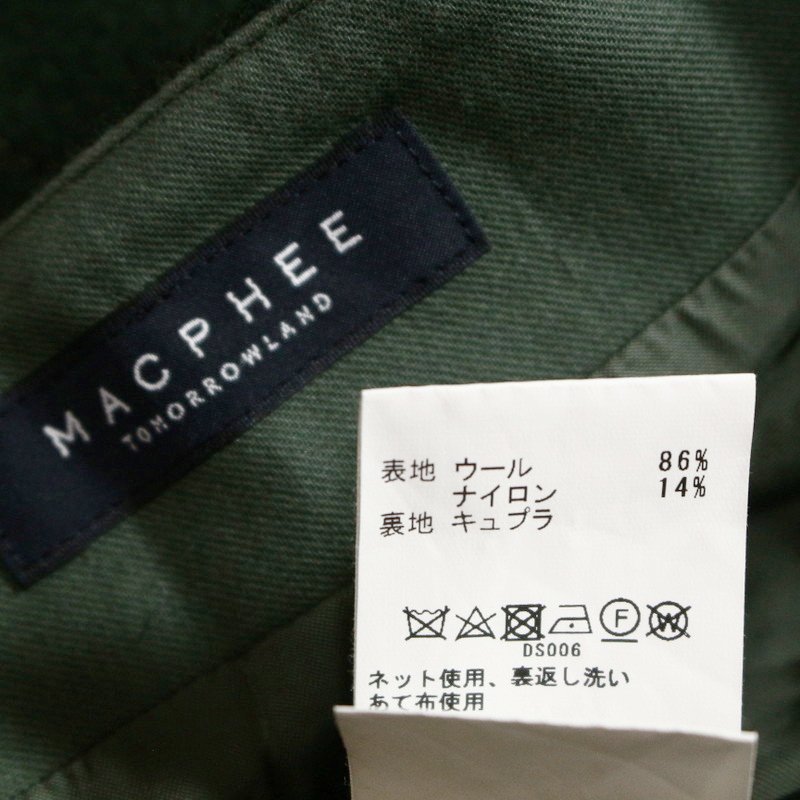 MACPHEE
TOMORROWLAND
表地 ウール 86%
ナイロン 14%
裏地 キュプラ
F W
DS006
ネット使用、裏返し洗い
あて布使用